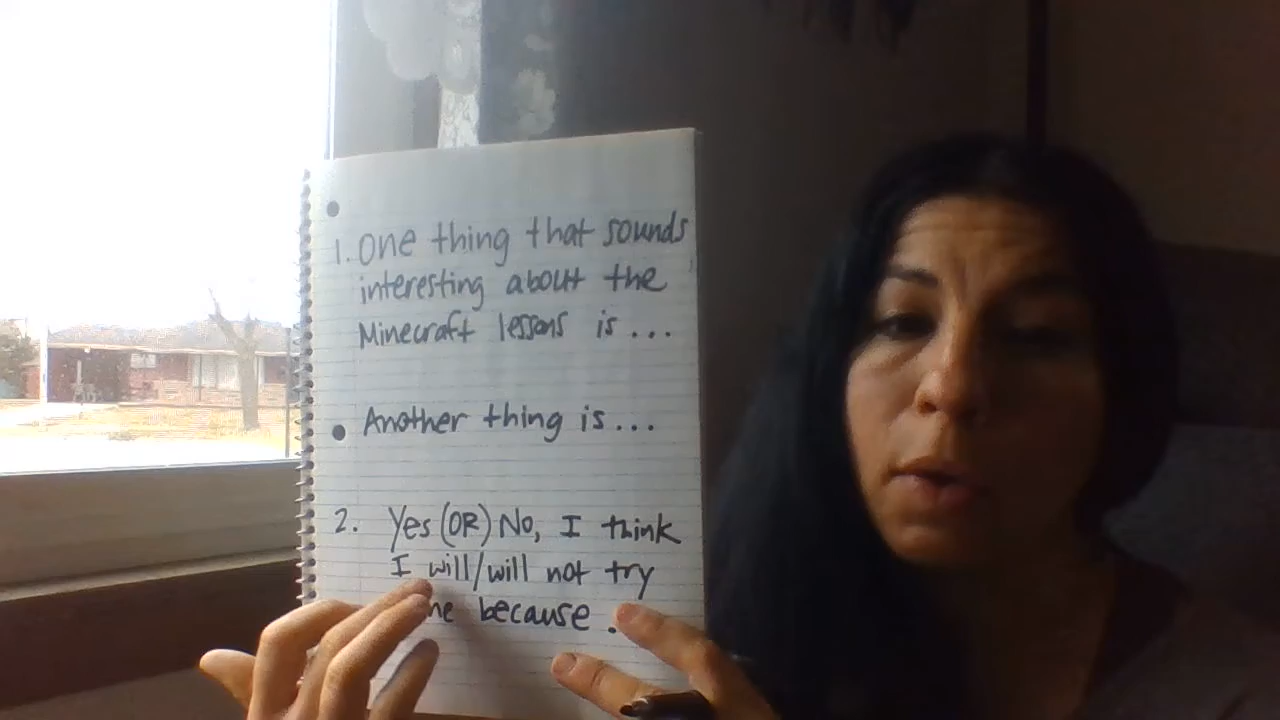 1. One thing that sounds
interesting about the
Minecraft lessons is...
Another thing is...
2. Yes (OR) No, I think
I will/will not try
because .